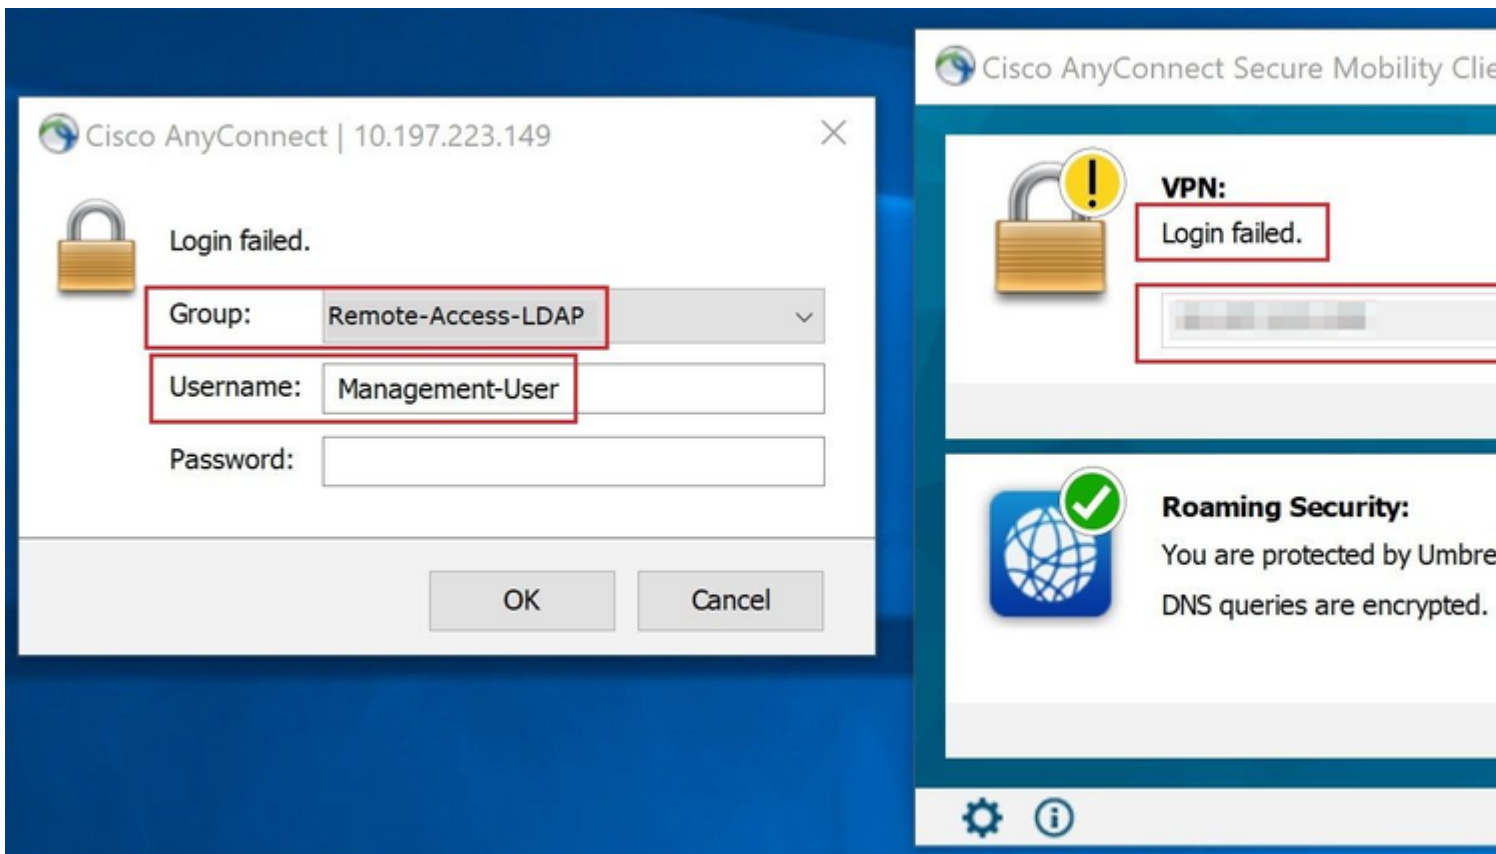 Cisco AnyConnect | 10.197.223.149
Login failed.
Group: Remote-Access-LDAP
Username: Management-User
Password:
OK Cancel
Cisco AnyConnect Secure Mobility Clie
VPN:
Login failed.
Roaming Security:
You are protected by Umbre
DNS queries are encrypted.